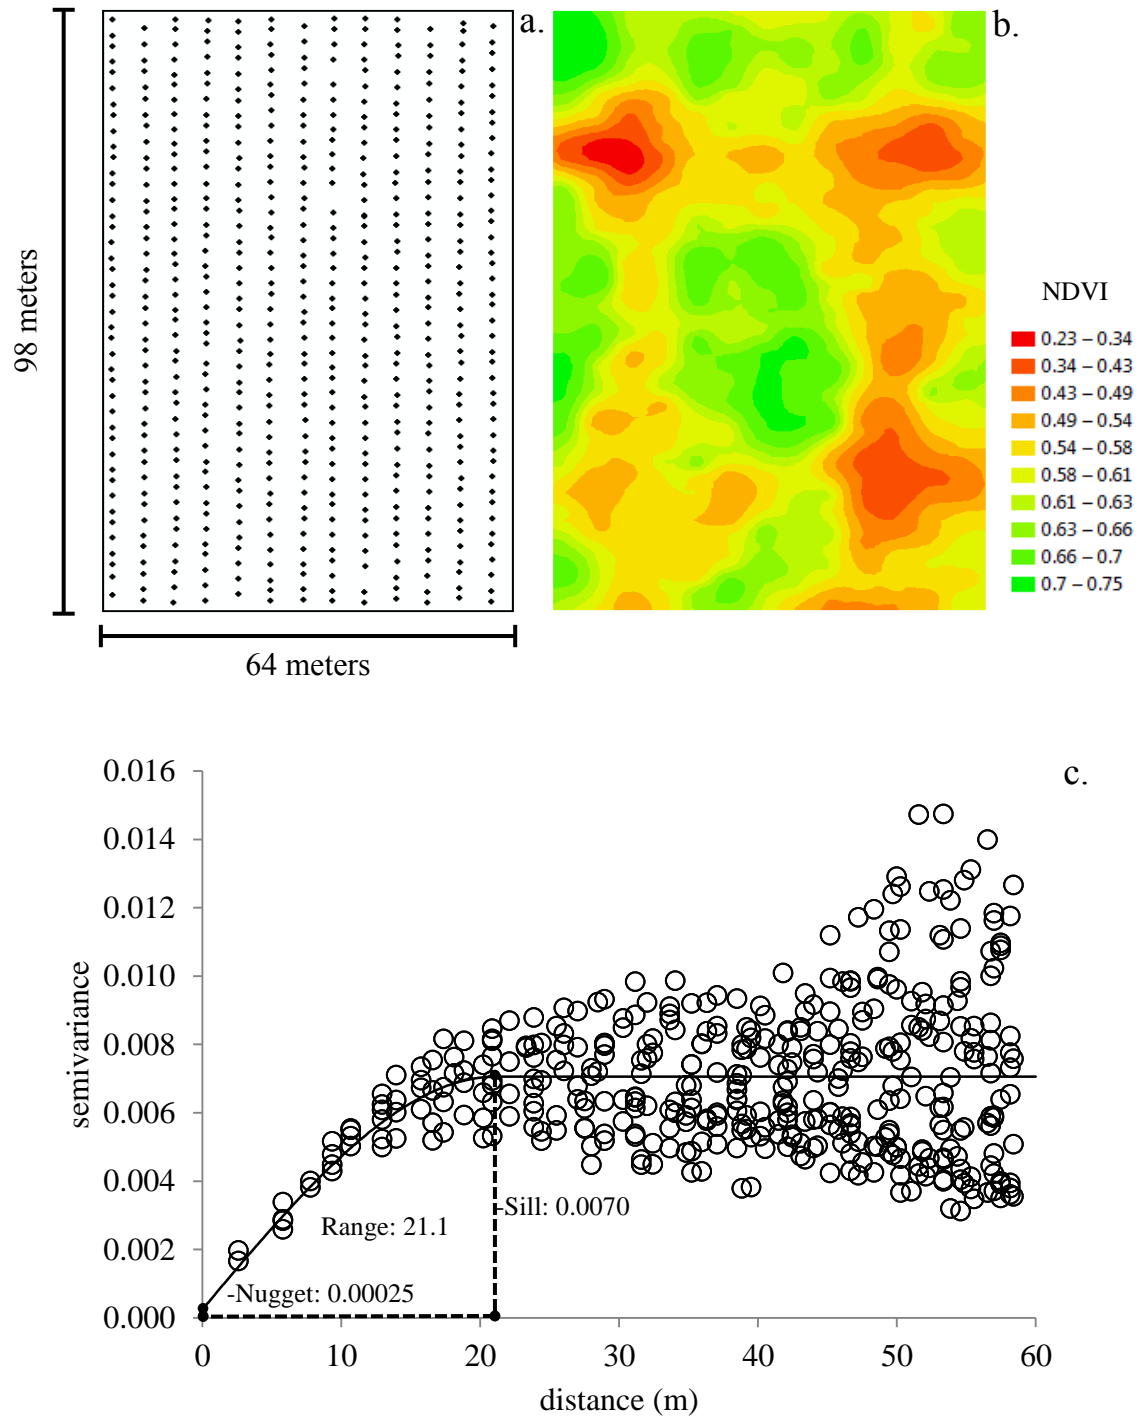 a.
b.
98 meters
64 meters
NDVI
0.23 – 0.34
0.34 – 0.43
0.43 – 0.49
0.49 – 0.54
0.54 – 0.58
0.58 – 0.61
0.61 – 0.63
0.63 – 0.66
0.66 – 0.7
0.7 – 0.75
c.
semivariance
0.016
0.014
0.012
0.010
0.008
0.006
0.004
0.002
0.000
-Sill: 0.0070
Range: 21.1
-Nugget: 0.00025
0 10 20 30 40 50 60
distance (m)